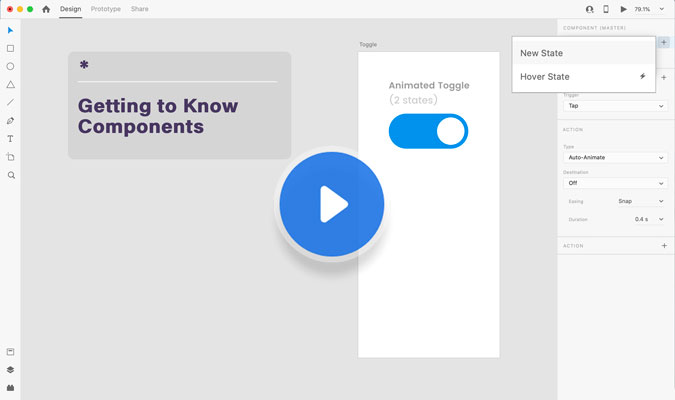 Design Prototype Share
79.1%
Toggle
COMPONENT (MASTER)
New State
Hover State
*
Getting to Know
Components
Animated Toggle
(2 states)
Trigger
Tap
ACTION
Type
Auto-Animate
Destination
Off
Easing Snap
Duration 0.4 s
ACTION
T